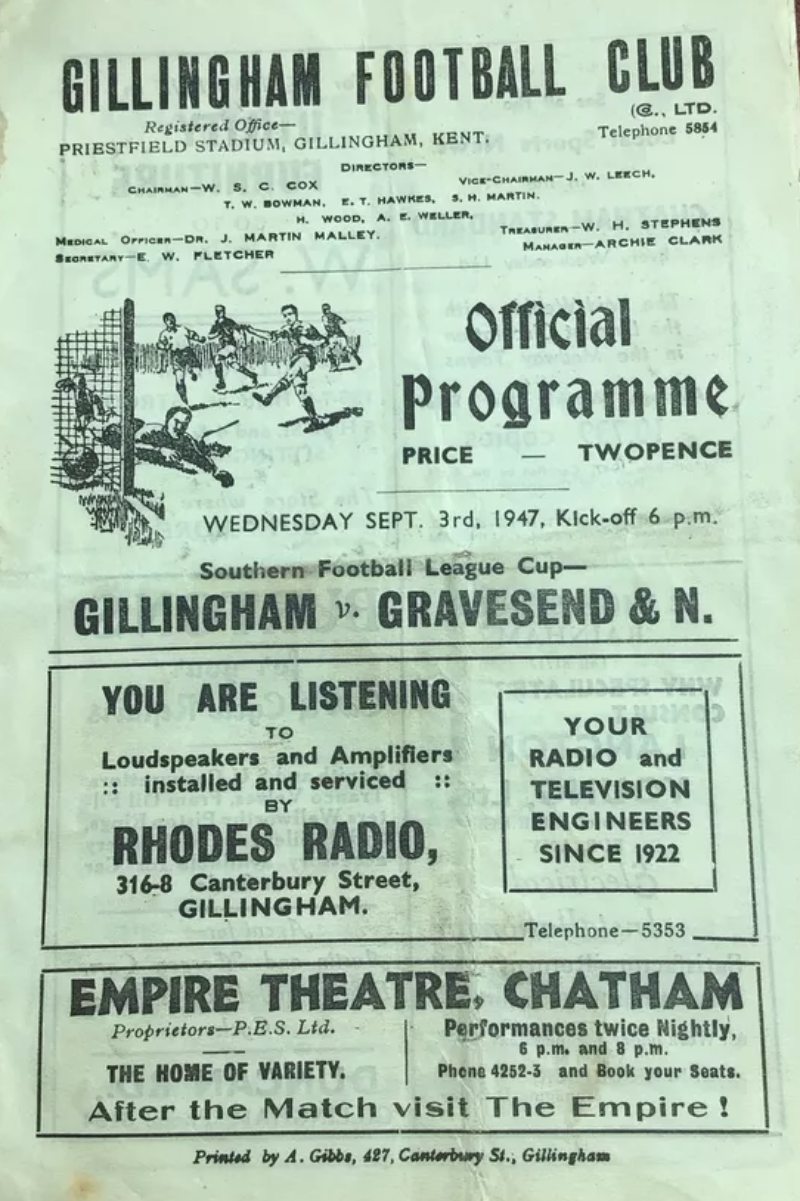 GILLINGHAM FOOTBALL CLUB
(G., LTD.
Registered Office—
Telephone 5854
PRIESTFIELD STADIUM, GILLINGHAM, KENT.
DIRECTORS—
CHAIRMAN—W. S. C. COX
VICE-CHAIRMAN—J. W. LEECH,
T. W. BOWMAN, E. T. HAWKES, S. H. MARTIN.
H. WOOD, A. E. WELLER,
MEDICAL OFFICER—DR. J. MARTIN MALLEY.
TREASURER—W. H. STEPHENS
SECRETARY—E. W. FLETCHER
MANAGER—ARCHIE CLARK
Official
Programme
PRICE — TWOPENCE
WEDNESDAY SEPT. 3rd, 1947, Kick-off 6 p.m.
Southern Football League Cup—
GILLINGHAM v. GRAVESEND & N.
YOU ARE LISTENING
TO
Loudspeakers and Amplifiers
:: installed and serviced ::
BY
RHODES RADIO,
316-8 Canterbury Street,
GILLINGHAM.
YOUR
RADIO and
TELEVISION
ENGINEERS
SINCE 1922
Telephone—5353
EMPIRE THEATRE, CHATHAM
Proprietors—P.E.S. Ltd.
THE HOME OF VARIETY.
Performances twice Nightly,
6 p.m. and 8 p.m.
Phone 4252-3 and Book your Seats.
After the Match visit The Empire !
Printed by A. Gibbs, 427, Canterbury St., Gillingham